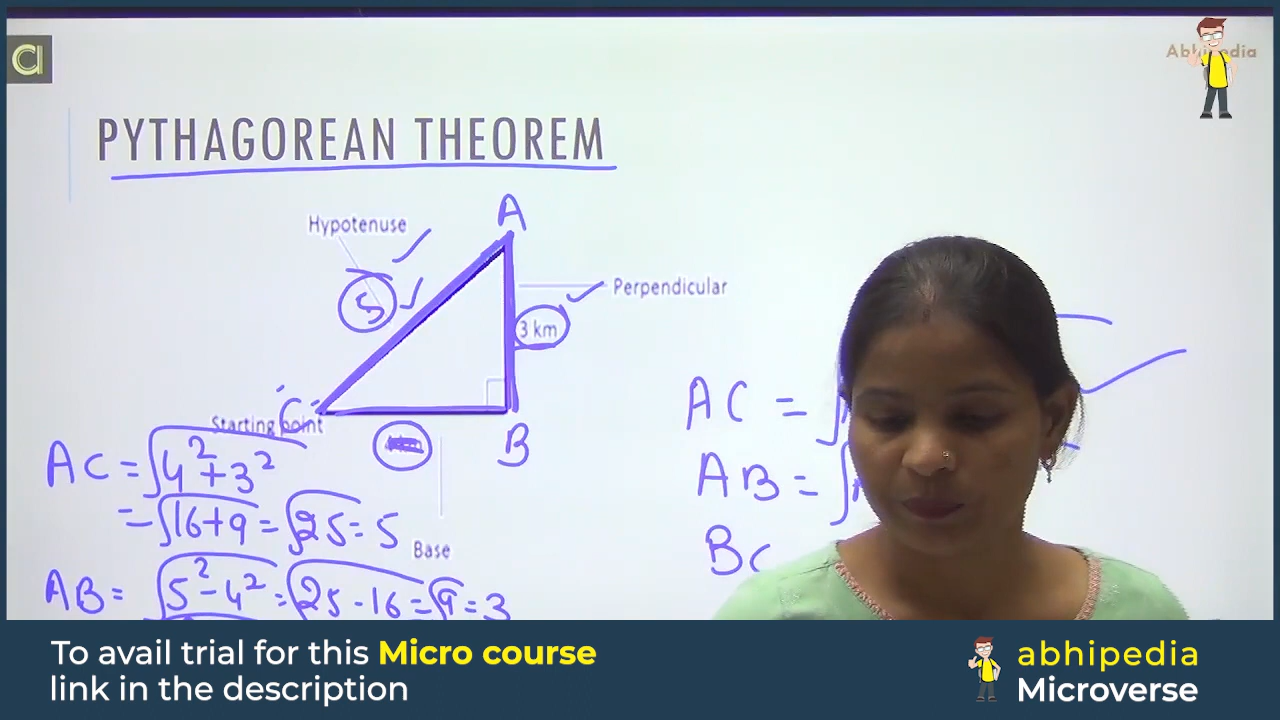 a
Abhipedia
PYTHAGOREAN THEOREM
A
Hypotenuse
5
Perpendicular
3 km
C
Starting point
B
Base
AC = √4² + 3²
= √16+9 = √25 = 5
AB = √5² - 4² = √25 - 16 = √9 = 3
AC = √
AB = √
BC
To avail trial for this Micro course
link in the description
abhipedia
Microverse